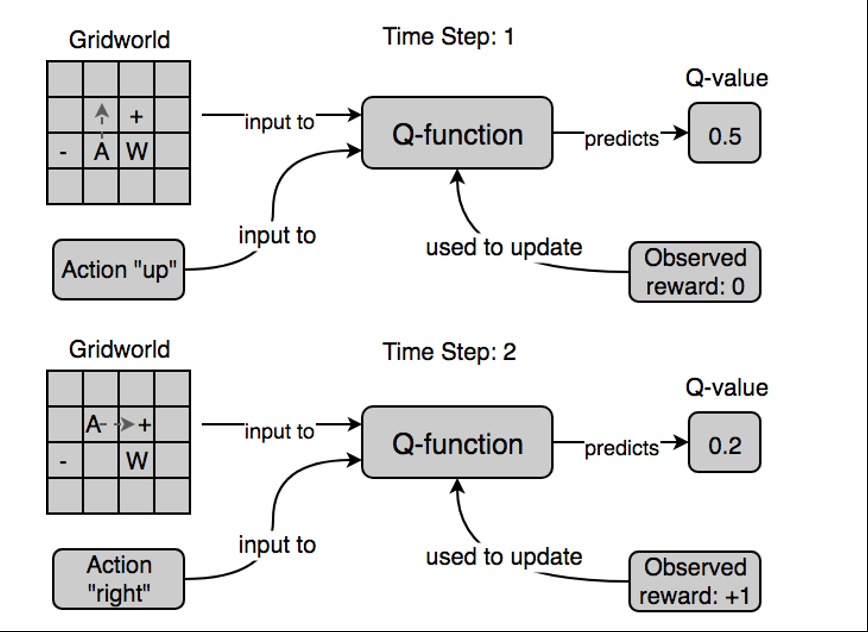 Gridworld
Time Step: 1
Q-value
+
- A W
input to
Q-function
predicts
0.5
input to
used to update
Action "up"
Observed
reward: 0
Gridworld
Time Step: 2
Q-value
A +
- W
input to
Q-function
predicts
0.2
input to
used to update
Action
"right"
Observed
reward: +1